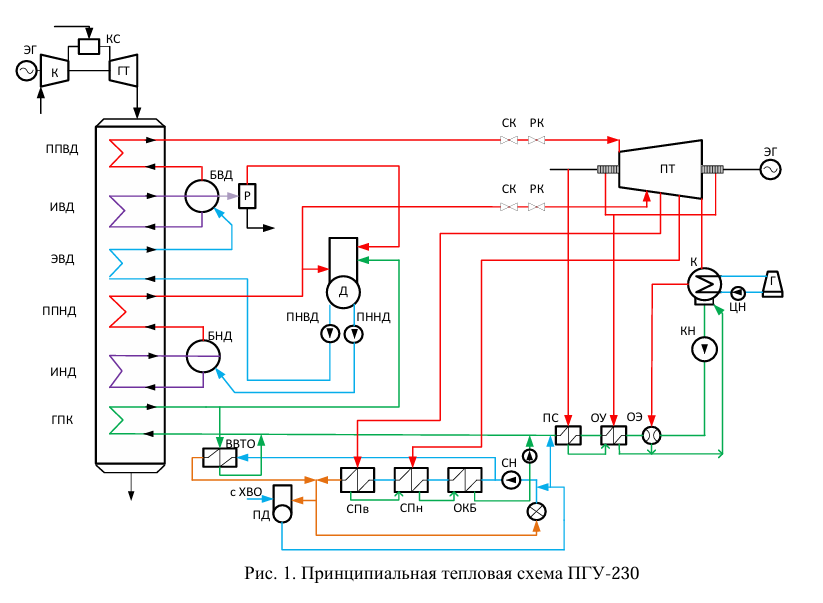 КС
ЭГ
К
ГТ
СК РК
ППВД
БВД
ЭГ
ПТ
Р
ИВД
СК РК
ЭВД
К
Г
Д
ППНД
ПНВД
ПННД
ЦН
БНД
КН
ИНД
ГПК
ПС
ОУ
ОЭ
ВВТО
СН
с ХВО
ПД
СПв
СПн
ОКБ
Рис. 1. Принципиальная тепловая схема ПГУ-230